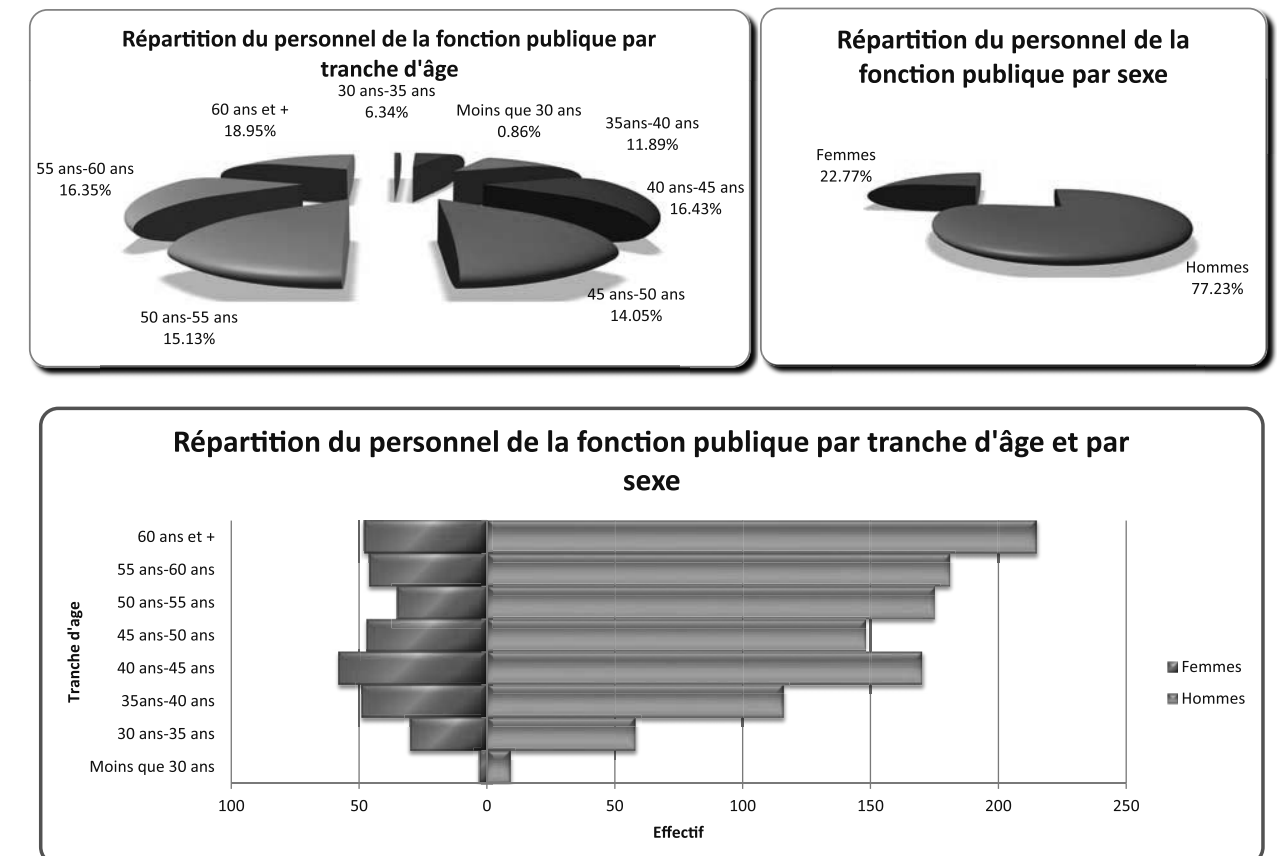 Répartition du personnel de la fonction publique par
tranche d'âge
30 ans-35 ans
6.34%
60 ans et +
18.95%
Moins que 30 ans
0.86%
35ans-40 ans
11.89%
55 ans-60 ans
16.35%
40 ans-45 ans
16.43%
45 ans-50 ans
14.05%
50 ans-55 ans
15.13%
Répartition du personnel de la
fonction publique par sexe
Femmes
22.77%
Hommes
77.23%
Répartition du personnel de la fonction publique par tranche d'âge et par
sexe
Tranche d'age
60 ans et +
55 ans-60 ans
50 ans-55 ans
45 ans-50 ans
40 ans-45 ans
35ans-40 ans
30 ans-35 ans
Moins que 30 ans
100 50 0 50 100 150 200 250
Effectif
Femmes
Hommes